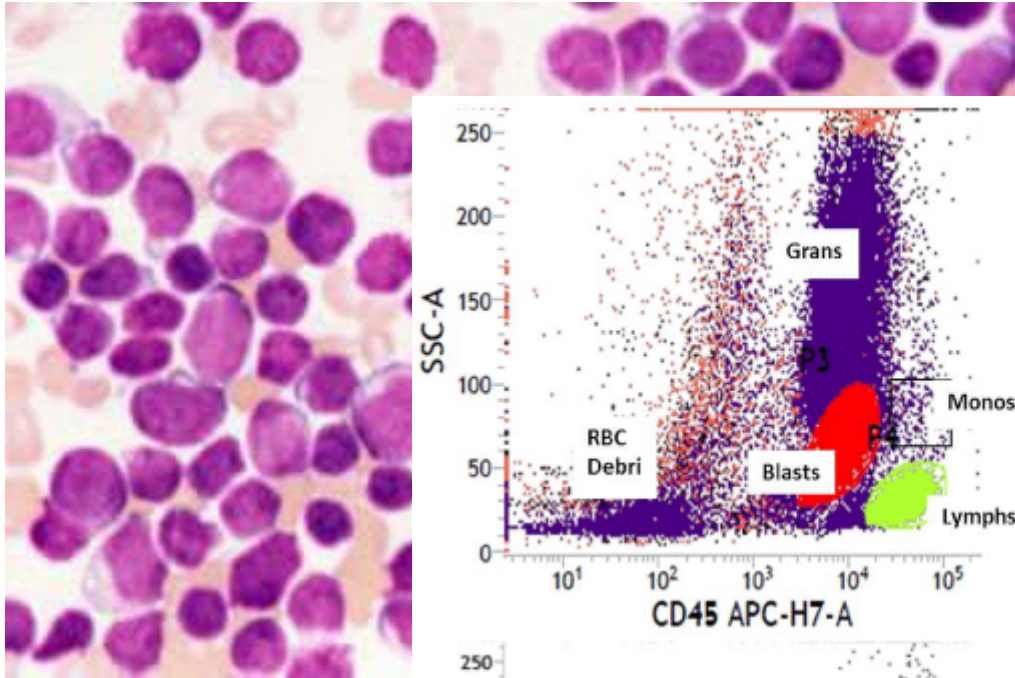 250
200
Grans
150
SSC-A
P3
100
Monos
P4
RBC
Debri
50
Blasts
Lymphs
0
10¹ 10² 10³ 10⁴ 10⁵
CD45 APC-H7-A
250